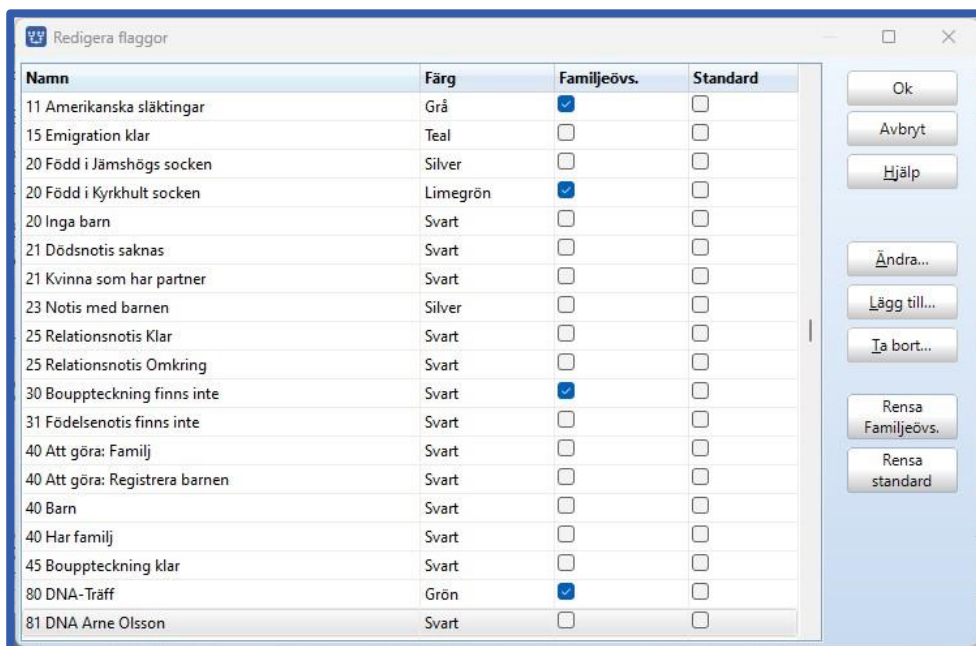 Redigera flaggor
Namn Färg Familjeövs. Standard
11 Amerikanska släktingar Grå
15 Emigration klar Teal
20 Född i Jämshögs socken Silver
20 Född i Kyrkhult socken Limegrön
20 Inga barn Svart
21 Dödsnotis saknas Svart
21 Kvinna som har partner Svart
23 Notis med barnen Silver
25 Relationsnotis Klar Svart
25 Relationsnotis Omkring Svart
30 Bouppteckning finns inte Svart
31 Födelsenotis finns inte Svart
40 Att göra: Familj Svart
40 Att göra: Registrera barnen Svart
40 Barn Svart
40 Har familj Svart
45 Bouppteckning klar Svart
80 DNA-Träff Grön
81 DNA Arne Olsson Svart
Ok
Avbryt
Hjälp
Ändra...
Lägg till...
Ta bort...
Rensa
Familjeövs.
Rensa
standard